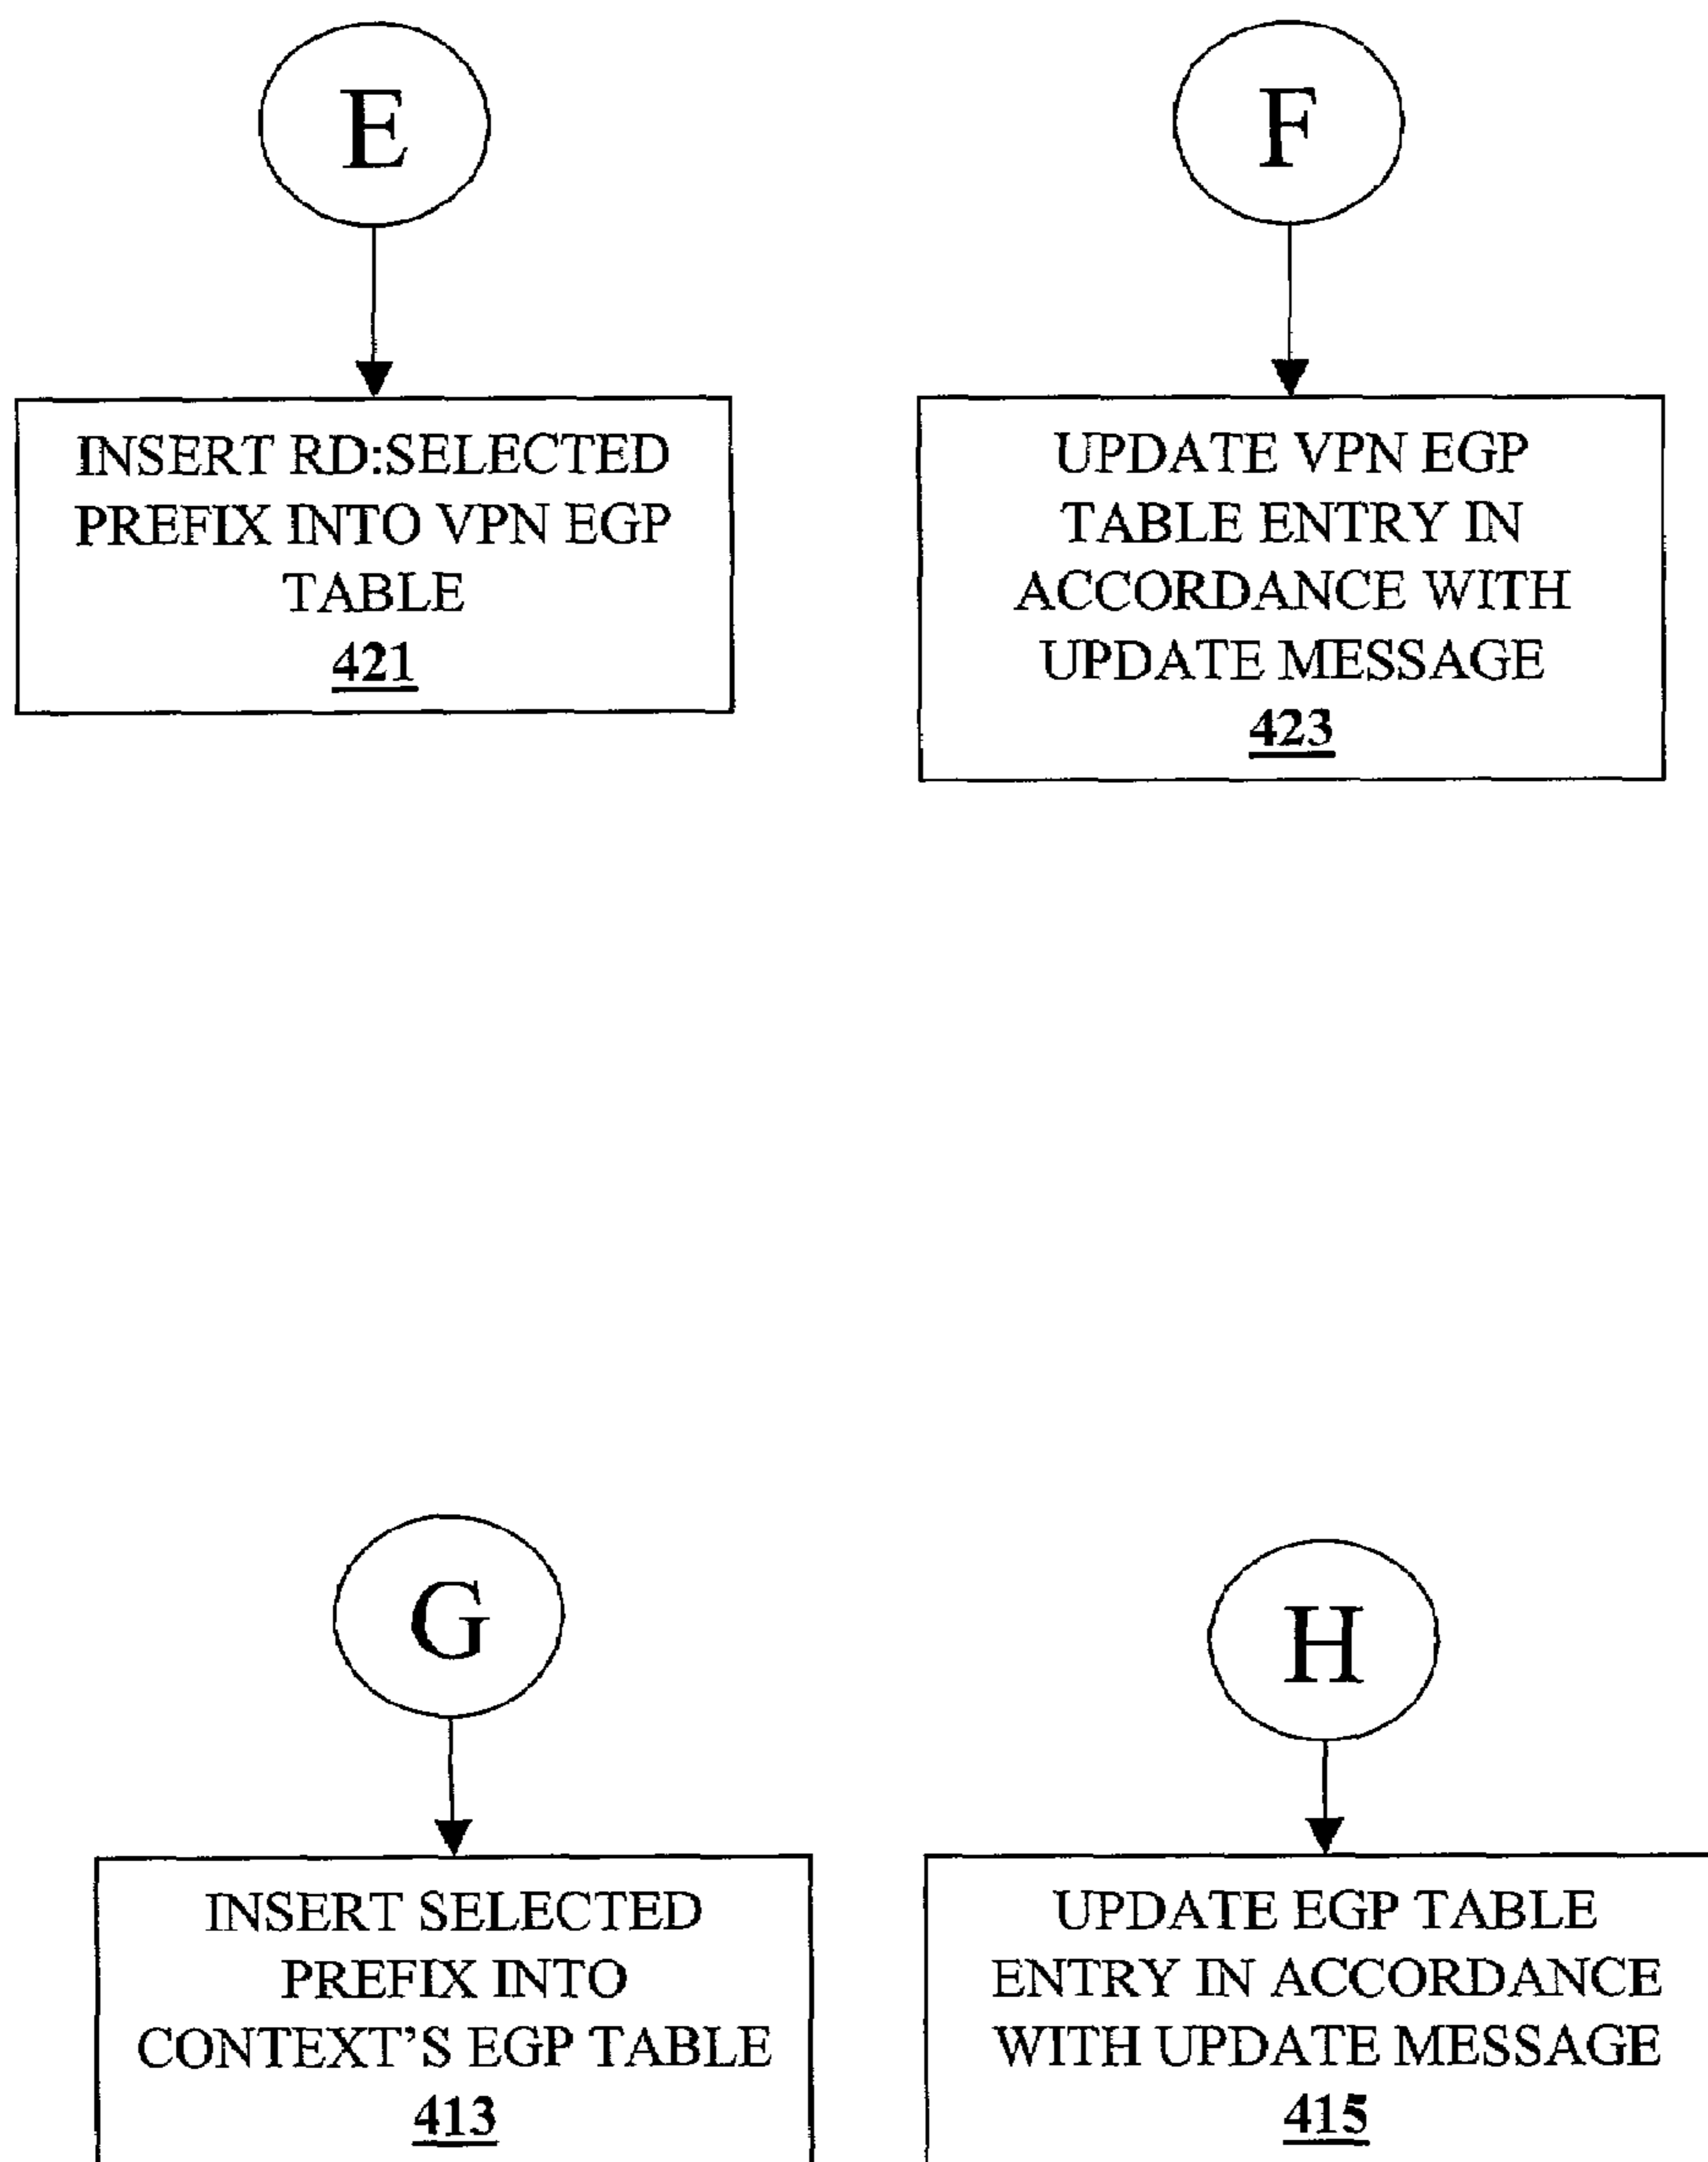 E
INSERT RD:SELECTED
PREFIX INTO VPN EGP
TABLE
421
F
UPDATE VPN EGP
TABLE ENTRY IN
ACCORDANCE WITH
UPDATE MESSAGE
423
G
INSERT SELECTED
PREFIX INTO
CONTEXT'S EGP TABLE
413
H
UPDATE EGP TABLE
ENTRY IN ACCORDANCE
WITH UPDATE MESSAGE
415